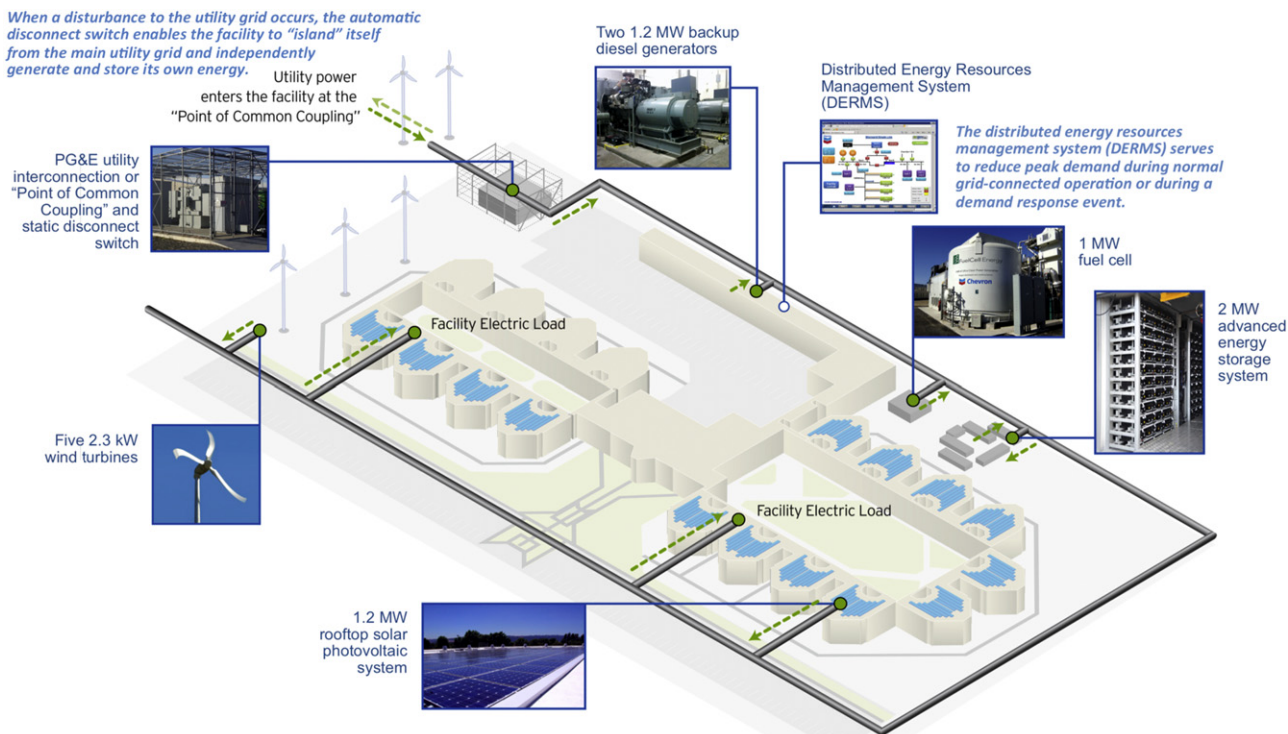 When a disturbance to the utility grid occurs, the automatic
disconnect switch enables the facility to “island” itself
from the main utility grid and independently
generate and store its own energy.
Utility power
enters the facility at the
“Point of Common Coupling”
PG&E utility
interconnection or
“Point of Common
Coupling” and
static disconnect
switch
Two 1.2 MW backup
diesel generators
Distributed Energy Resources
Management System
(DERMS)
The distributed energy resources
management system (DERMS) serves
to reduce peak demand during normal
grid-connected operation or during a
demand response event.
FuelCell Energy
Chevron
1 MW
fuel cell
2 MW
advanced
energy
storage
system
Facility Electric Load
Five 2.3 kW
wind turbines
Facility Electric Load
1.2 MW
rooftop solar
photovoltaic
system